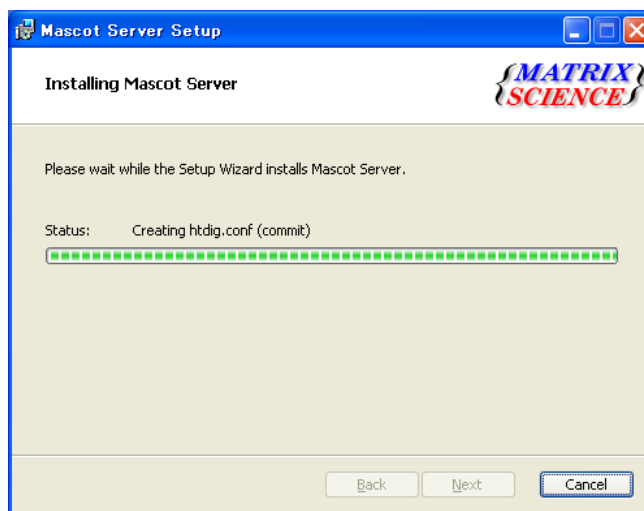 Mascot Server Setup
Installing Mascot Server
{MATRIX
SCIENCE}
Please wait while the Setup Wizard installs Mascot Server.
Status: Creating htdig.conf (commit)
Back Next Cancel